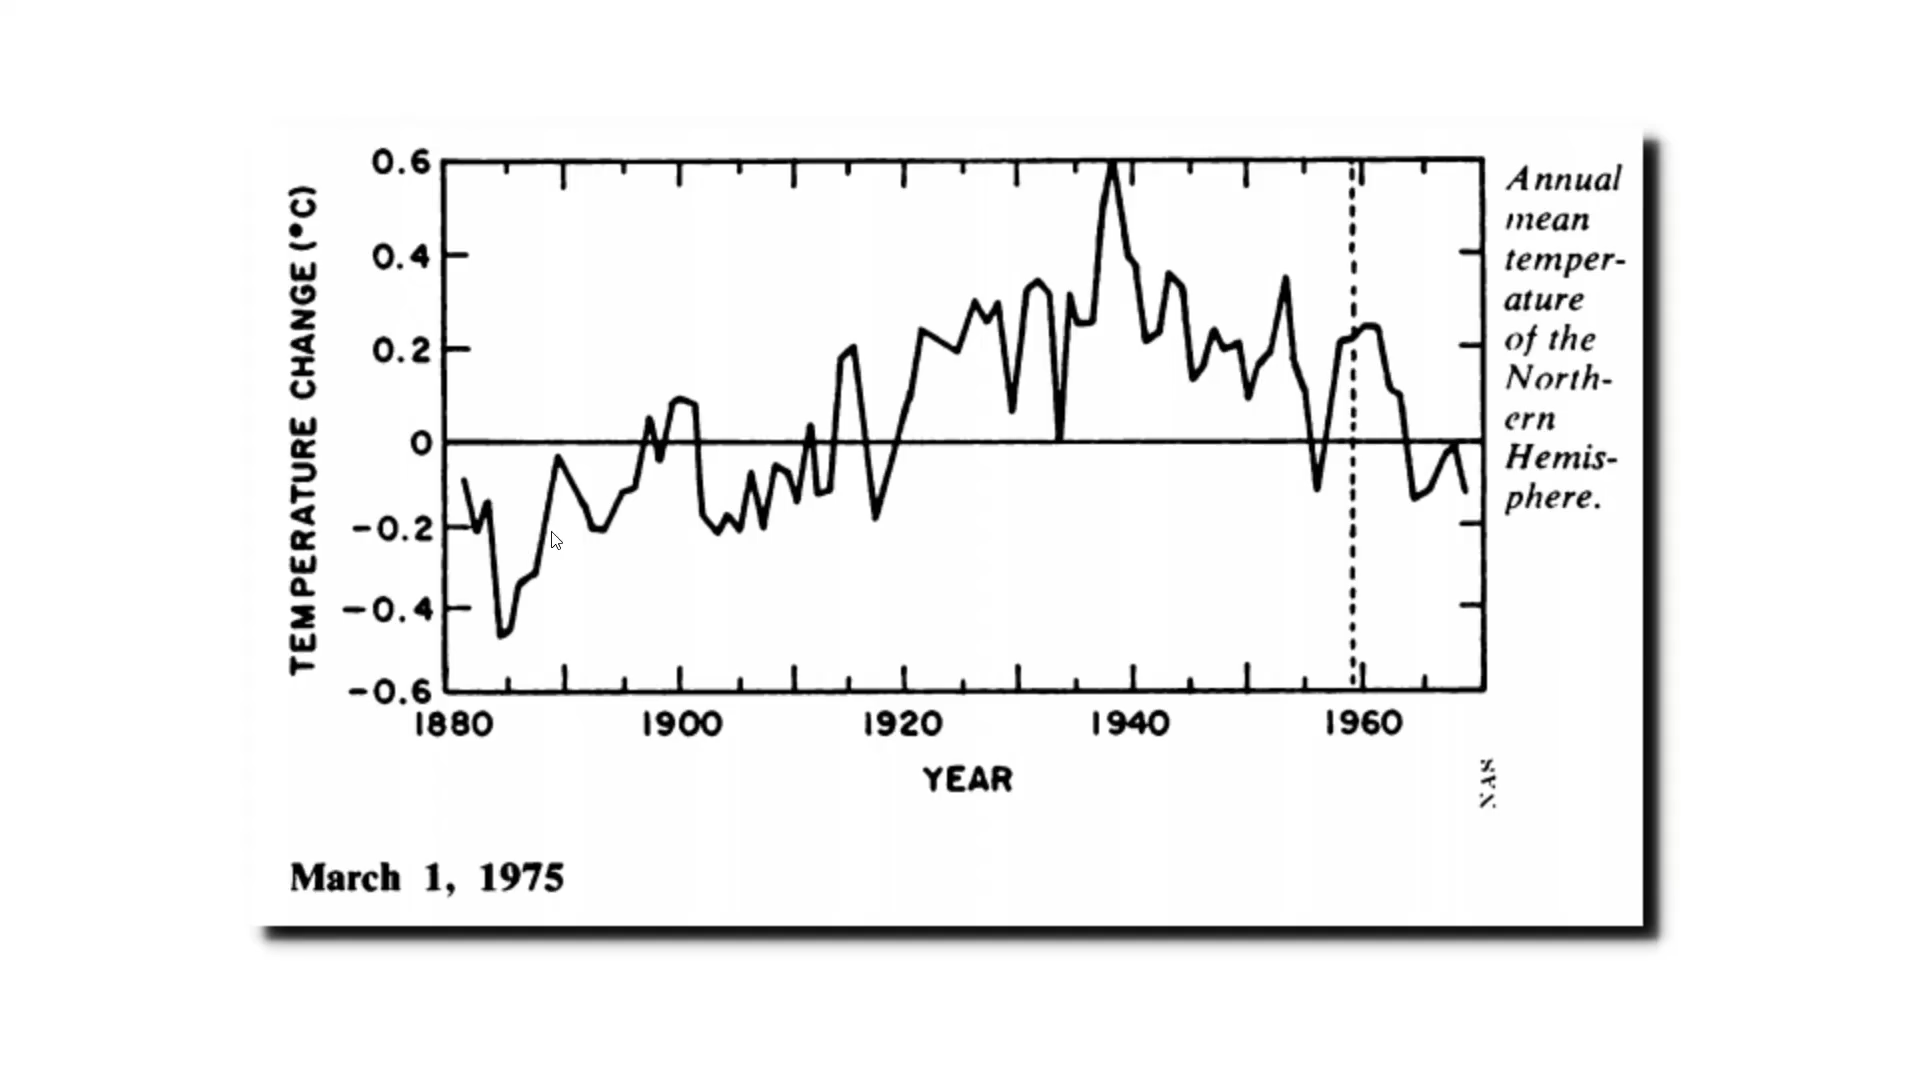 0.6
0.4
0.2
0
-0.2
-0.4
-0.6
TEMPERATURE CHANGE (°C)
1880 1900 1920 1940 1960
YEAR
Annual
mean
temper-
ature
of the
North-
ern
Hemis-
phere.
NAS
March 1, 1975